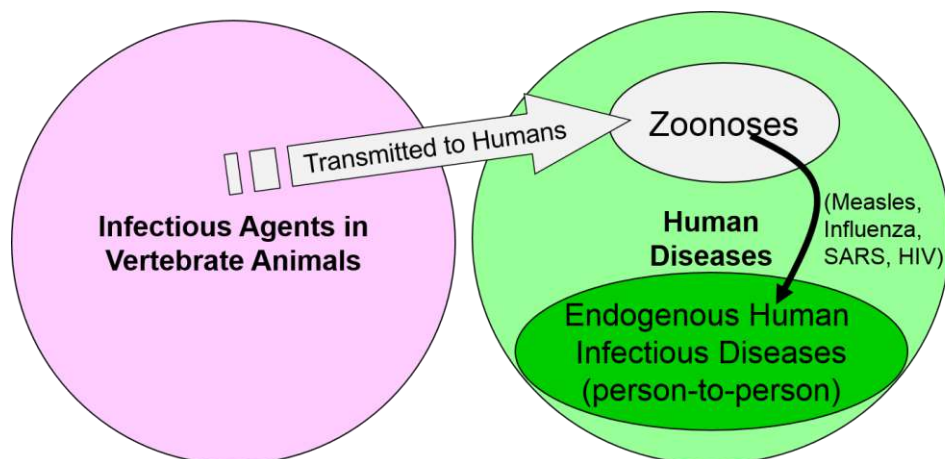 Infectious Agents in
Vertebrate Animals
Transmitted to Humans
Zoonoses
(Measles,
Influenza,
SARS, HIV)
Human
Diseases
Endogenous Human
Infectious Diseases
(person-to-person)